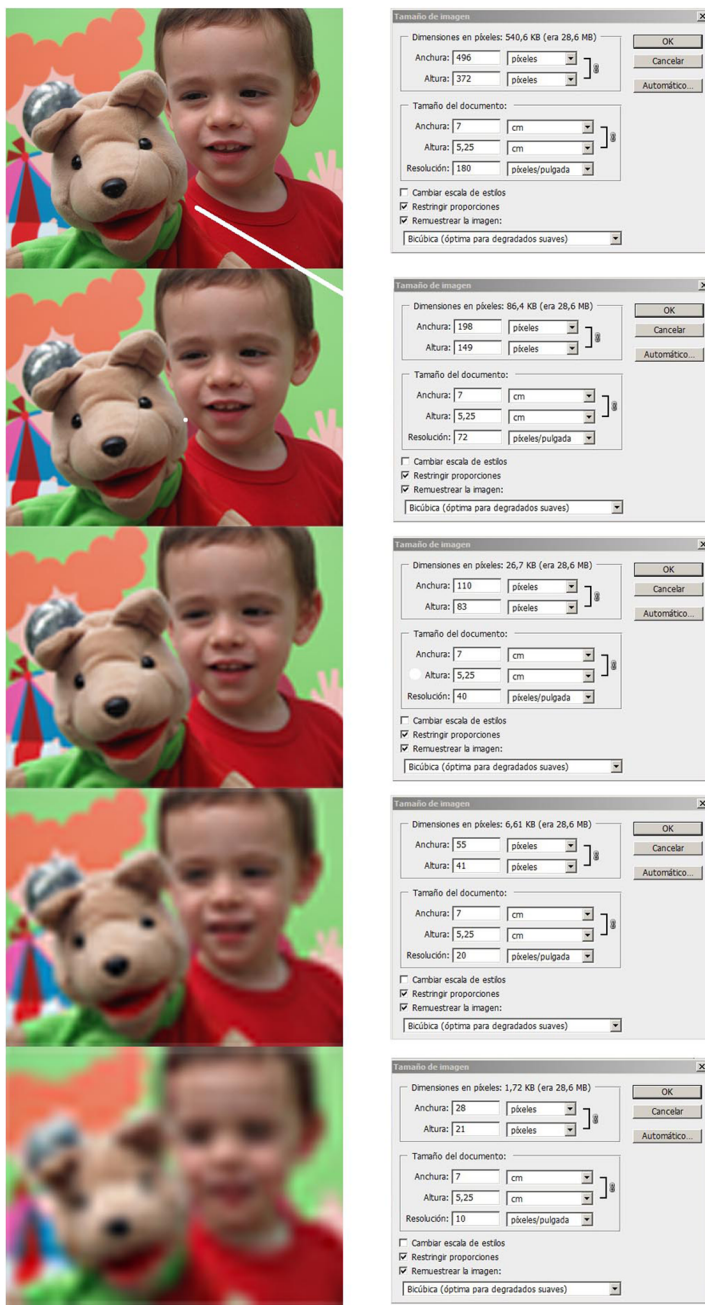 Tamaño de imagen
Dimensiones en píxeles: 540,6 KB (era 28,6 MB)
OK
Anchura: 496 píxeles
Cancelar
Altura: 372 píxeles
Automático...
Tamaño del documento:
Anchura: 7 cm
Altura: 5,25 cm
Resolución: 180 píxeles/pulgada
Cambiar escala de estilos
Restringir proporciones
Remuestrear la imagen:
Bicúbica (óptima para degradados suaves)
Tamaño de imagen
Dimensiones en píxeles: 86,4 KB (era 28,6 MB)
OK
Anchura: 198 píxeles
Cancelar
Altura: 149 píxeles
Automático...
Tamaño del documento:
Anchura: 7 cm
Altura: 5,25 cm
Resolución: 72 píxeles/pulgada
Cambiar escala de estilos
Restringir proporciones
Remuestrear la imagen:
Bicúbica (óptima para degradados suaves)
Tamaño de imagen
Dimensiones en píxeles: 26,7 KB (era 28,6 MB)
OK
Anchura: 110 píxeles
Cancelar
Altura: 83 píxeles
Automático...
Tamaño del documento:
Anchura: 7 cm
Altura: 5,25 cm
Resolución: 40 píxeles/pulgada
Cambiar escala de estilos
Restringir proporciones
Remuestrear la imagen:
Bicúbica (óptima para degradados suaves)
Tamaño de imagen
Dimensiones en píxeles: 6,61 KB (era 28,6 MB)
OK
Anchura: 55 píxeles
Cancelar
Altura: 41 píxeles
Automático...
Tamaño del documento:
Anchura: 7 cm
Altura: 5,25 cm
Resolución: 20 píxeles/pulgada
Cambiar escala de estilos
Restringir proporciones
Remuestrear la imagen:
Bicúbica (óptima para degradados suaves)
Tamaño de imagen
Dimensiones en píxeles: 1,72 KB (era 28,6 MB)
OK
Anchura: 28 píxeles
Cancelar
Altura: 21 píxeles
Automático...
Tamaño del documento:
Anchura: 7 cm
Altura: 5,25 cm
Resolución: 10 píxeles/pulgada
Cambiar escala de estilos
Restringir proporciones
Remuestrear la imagen:
Bicúbica (óptima para degradados suaves)